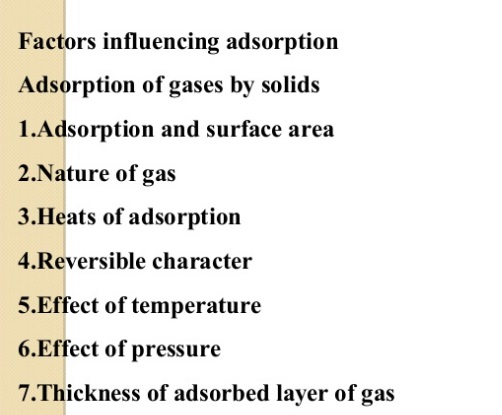 Factors influencing adsorption
Adsorption of gases by solids
1.Adsorption and surface area
2.Nature of gas
3.Heats of adsorption
4.Reversible character
5.Effect of temperature
6.Effect of pressure
7.Thickness of adsorbed layer of gas